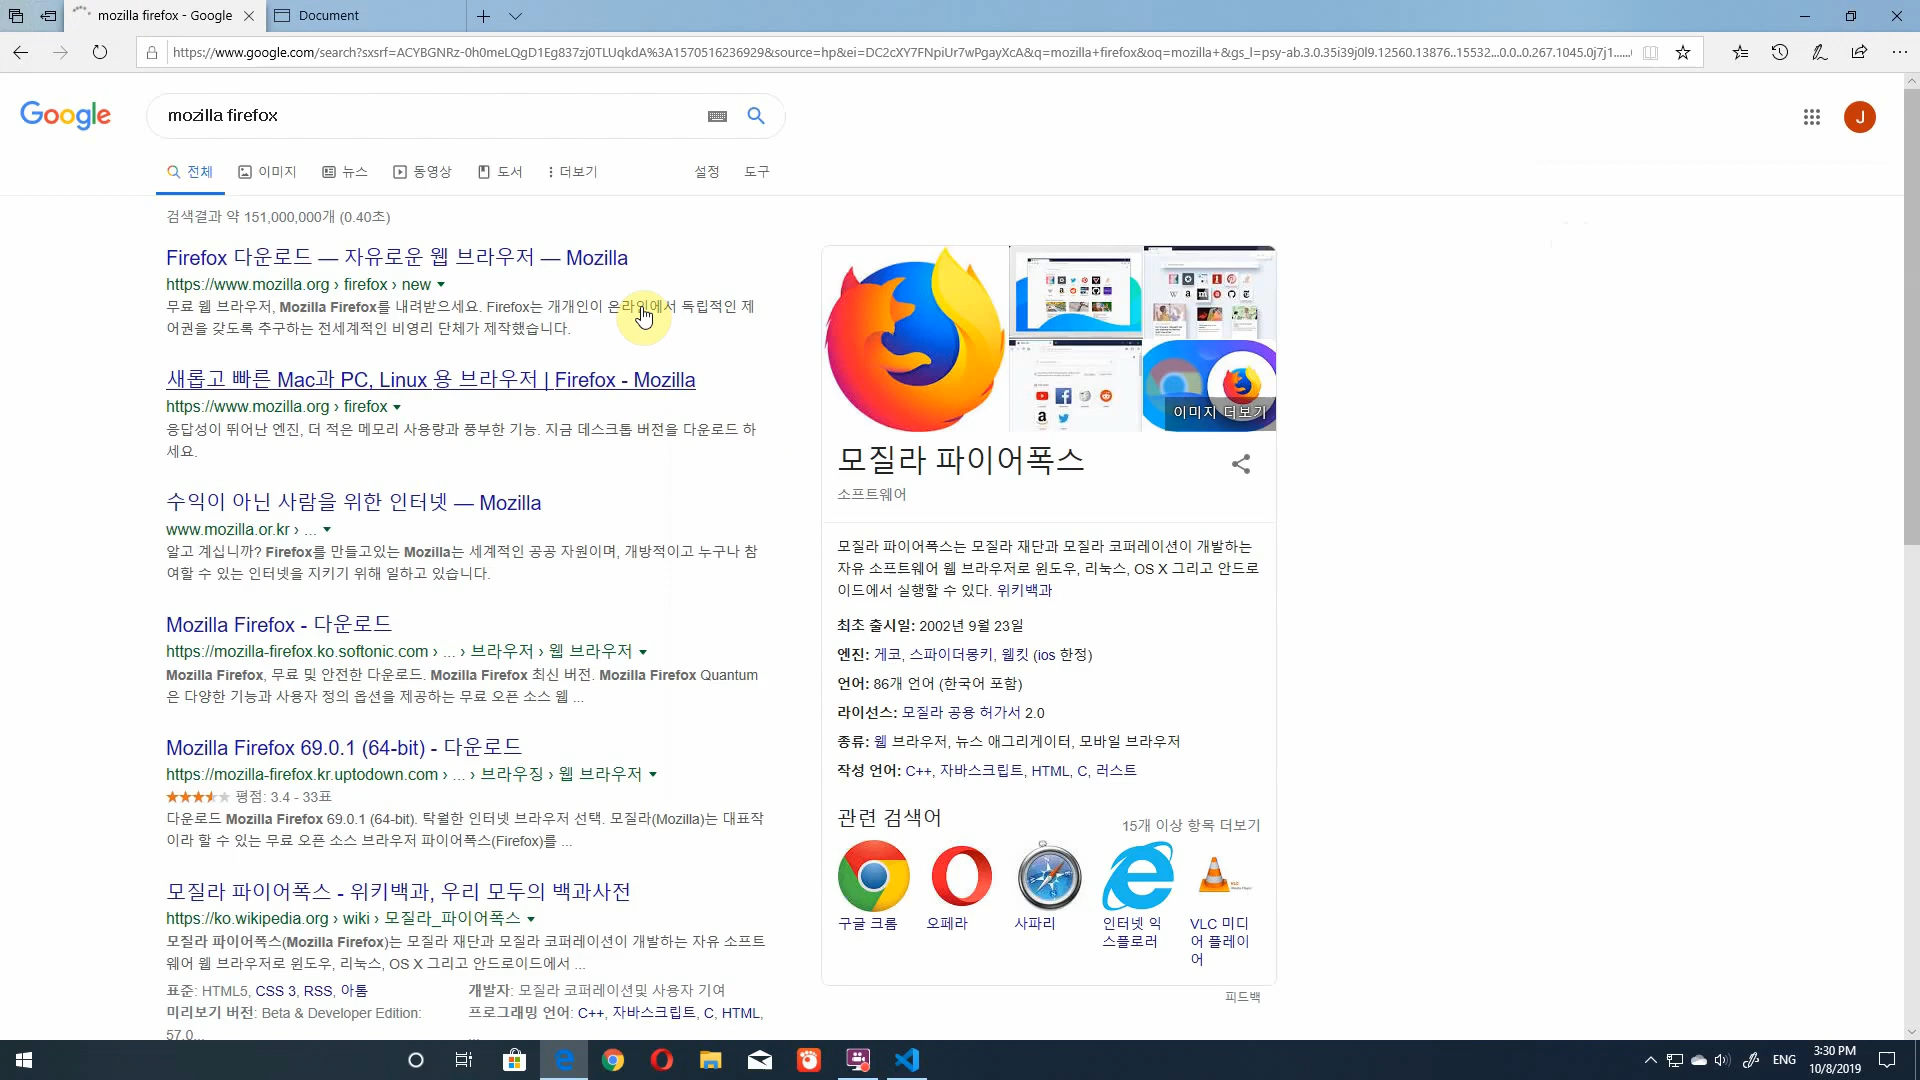 mozilla firefox - Google
Document
https://www.google.com/search?sxsrf=ACYBGNRz-0h0meLQgD1Eg837zj0TLUqkdA%3A1570516236929&source=hp&ei=DC2cXY7FNpiUr7wPgayXcA&q=mozilla+firefox&oq=mozilla+&gs_l=psy-ab.3.0.35i39j0l9.12560.13876..15532...0.0..0.267.1045.0j7j1......
Google
mozilla firefox
J
전체
이미지
뉴스
동영상
도서
더보기
설정
도구
검색결과 약 151,000,000개 (0.40초)
Firefox 다운로드 — 자유로운 웹 브라우저 — Mozilla
https://www.mozilla.org › firefox › new
무료 웹 브라우저, Mozilla Firefox를 내려받으세요. Firefox는 개개인이 온라인에서 독립적인 제
어권을 갖도록 추구하는 전세계적인 비영리 단체가 제작했습니다.
새롭고 빠른 Mac과 PC, Linux 용 브라우저 | Firefox - Mozilla
https://www.mozilla.org › firefox
응답성이 뛰어난 엔진, 더 적은 메모리 사용량과 풍부한 기능. 지금 데스크톱 버전을 다운로드 하
세요.
수익이 아닌 사람을 위한 인터넷 — Mozilla
www.mozilla.or.kr › ...
알고 계십니까? Firefox를 만들고있는 Mozilla는 세계적인 공공 자원이며, 개방적이고 누구나 참
여할 수 있는 인터넷을 지키기 위해 일하고 있습니다.
Mozilla Firefox - 다운로드
https://mozilla-firefox.ko.softonic.com › ... › 브라우저 › 웹 브라우저
Mozilla Firefox, 무료 및 안전한 다운로드. Mozilla Firefox 최신 버전. Mozilla Firefox Quantum
은 다양한 기능과 사용자 정의 옵션을 제공하는 무료 오픈 소스 웹 ...
Mozilla Firefox 69.0.1 (64-bit) - 다운로드
https://mozilla-firefox.kr.uptodown.com › ... › 브라우징 › 웹 브라우저
평점: 3.4 - 33표
다운로드 Mozilla Firefox 69.0.1 (64-bit). 탁월한 인터넷 브라우저 선택. 모질라(Mozilla)는 대표작
이라 할 수 있는 무료 오픈 소스 브라우저 파이어폭스(Firefox)를 ...
모질라 파이어폭스 - 위키백과, 우리 모두의 백과사전
https://ko.wikipedia.org › wiki › 모질라_파이어폭스
모질라 파이어폭스(Mozilla Firefox)는 모질라 재단과 모질라 코퍼레이션이 개발하는 자유 소프트
웨어 웹 브라우저로 윈도우, 리눅스, OS X 그리고 안드로이드에서 ...
표준: HTML5, CSS 3, RSS, 아톰
개발자: 모질라 코퍼레이션및 사용자 기여
미리보기 버전: Beta & Developer Edition:
프로그래밍 언어: C++, 자바스크립트, C, HTML,
57.0...
...
이미지 더보기
모질라 파이어폭스
소프트웨어
모질라 파이어폭스는 모질라 재단과 모질라 코퍼레이션이 개발하는
자유 소프트웨어 웹 브라우저로 윈도우, 리눅스, OS X 그리고 안드로
이드에서 실행할 수 있다. 위키백과
최초 출시일: 2002년 9월 23일
엔진: 게코, 스파이더몽키, 웹킷 (ios 한정)
언어: 86개 언어 (한국어 포함)
라이선스: 모질라 공용 허가서 2.0
종류: 웹 브라우저, 뉴스 애그리게이터, 모바일 브라우저
작성 언어: C++, 자바스크립트, HTML, C, 러스트
관련 검색어
15개 이상 항목 더보기
구글 크롬
오페라
사파리
인터넷 익
스플로러
VLC 미디
어 플레이
어
피드백
ENG
3:30 PM
10/8/2019